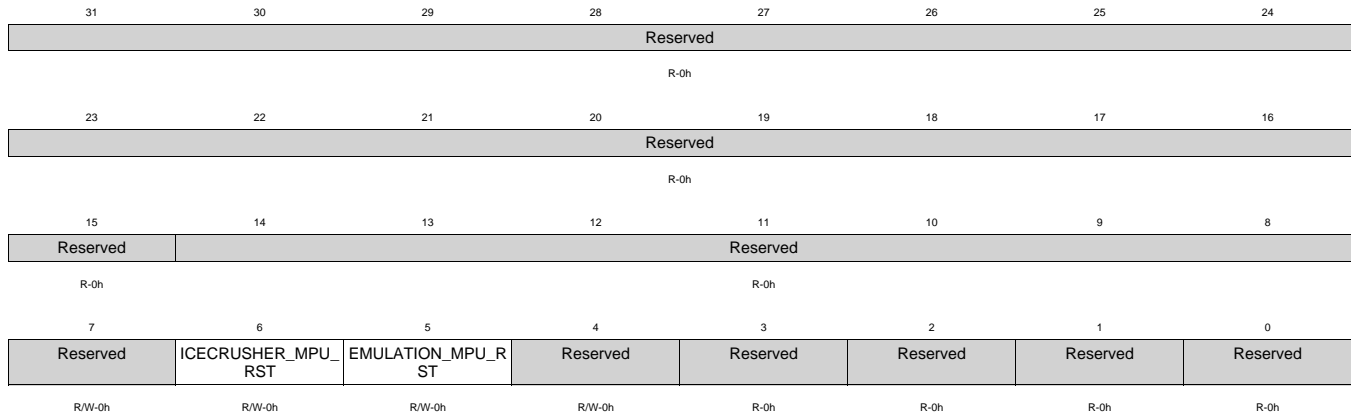 31 30 29 28 27 26 25 24
Reserved
R-0h
23 22 21 20 19 18 17 16
Reserved
R-0h
15 14 13 12 11 10 9 8
Reserved Reserved
R-0h R-0h
7 6 5 4 3 2 1 0
Reserved ICECRUSHER_MPU_ EMULATION_MPU_R Reserved Reserved Reserved Reserved Reserved
RST ST
R/W-0h R/W-0h R/W-0h R/W-0h R-0h R-0h R-0h R-0h